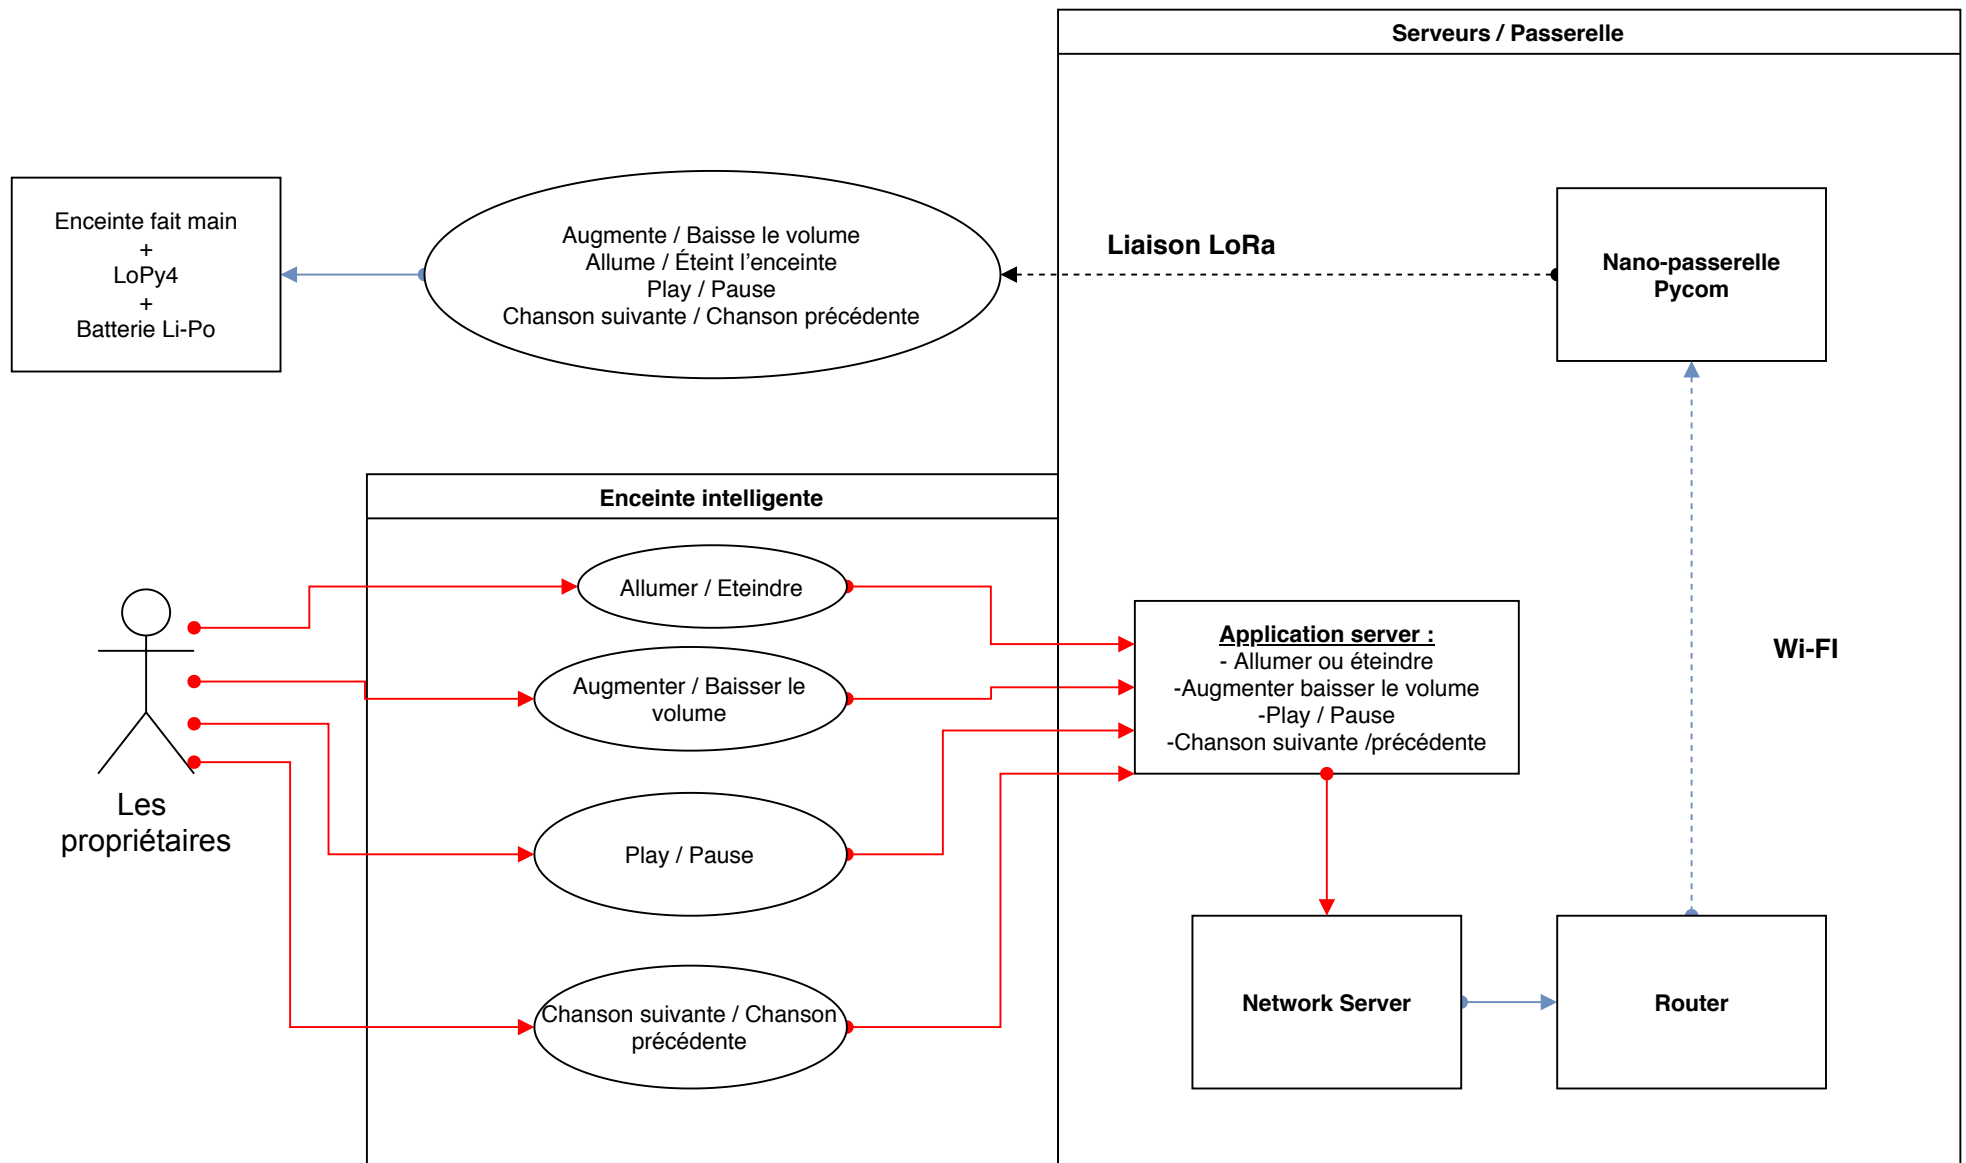 Serveurs / Passerelle
Enceinte fait main
+
LoPy4
+
Batterie Li-Po
Augmente / Baisse le volume
Allume / Éteint l’enceinte
Play / Pause
Chanson suivante / Chanson précédente
Liaison LoRa
Nano-passerelle
Pycom
Enceinte intelligente
Allumer / Eteindre
Augmenter / Baisser le
volume
Play / Pause
Chanson suivante / Chanson
précédente
Les
propriétaires
Application server :
- Allumer ou éteindre
-Augmenter baisser le volume
-Play / Pause
-Chanson suivante /précédente
Wi-FI
Network Server
Router